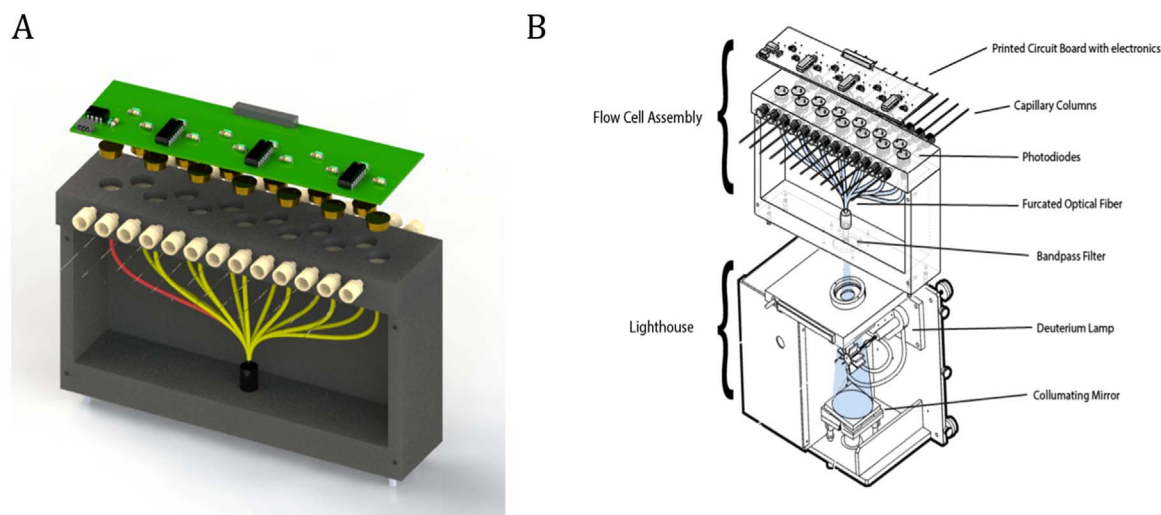 A
B
Printed Circuit Board with electronics
Capillary Columns
Flow Cell Assembly
Photodiodes
Furcated Optical Fiber
Bandpass Filter
Lighthouse
Deuterium Lamp
Collumating Mirror